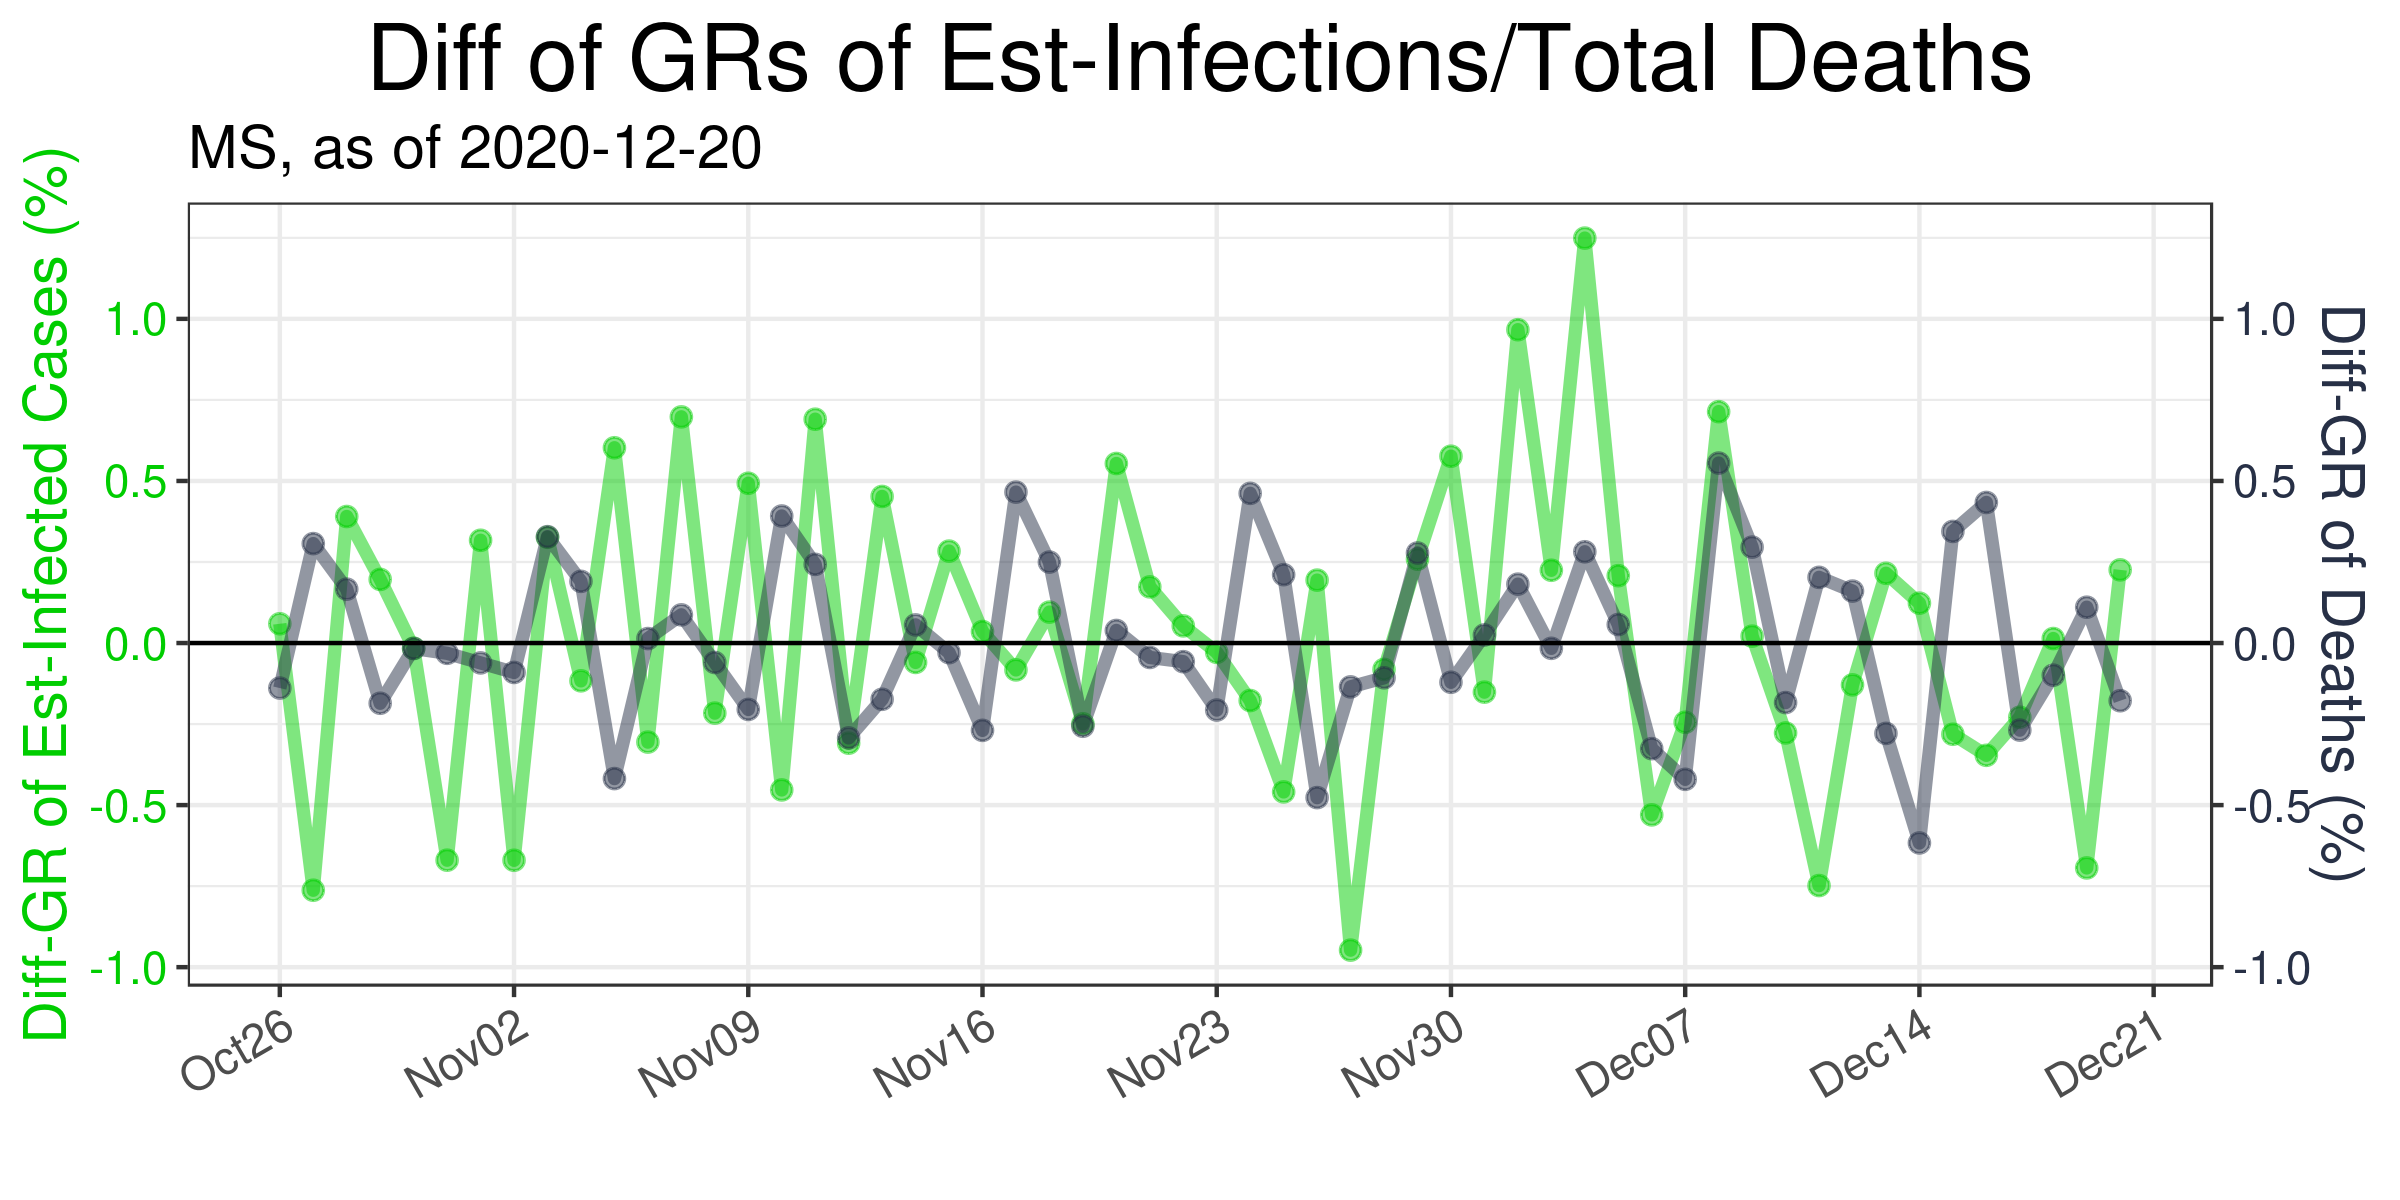 Diff of GRs of Est-Infections/Total Deaths
MS, as of 2020-12-20
Diff-GR of Est-Infected Cases (%)
1.0
0.5
0.0
-0.5
-1.0
1.0
0.5
0.0
-0.5
-1.0
Diff-GR of Deaths (%)
Oct26
Nov02
Nov09
Nov16
Nov23
Nov30
Dec07
Dec14
Dec21